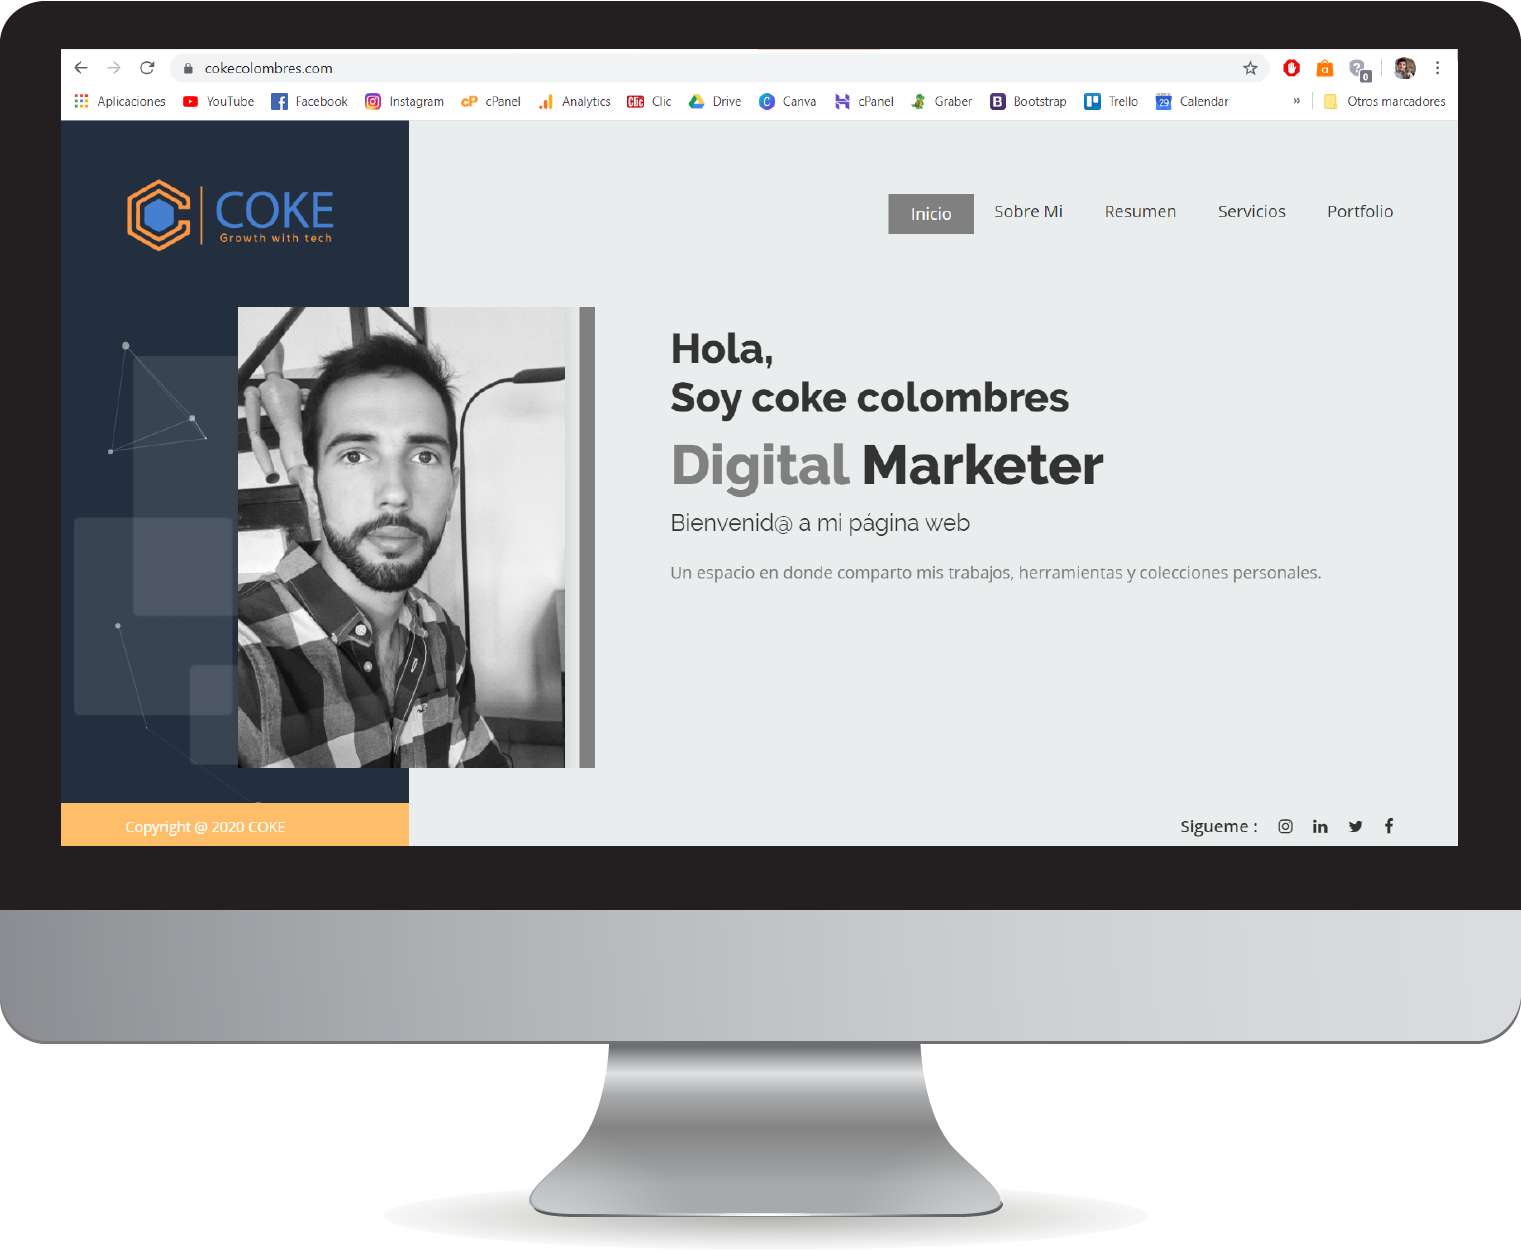 cokecolombres.com
Aplicaciones YouTube Facebook Instagram cPanel Analytics Clic Drive Canva cPanel Graber Bootstrap Trello Calendar » Otros marcadores
COKE
Growth with tech
Inicio Sobre Mi Resumen Servicios Portfolio
Hola,
Soy coke colombres
Digital Marketer
Bienvenid@ a mi página web
Un espacio en donde comparto mis trabajos, herramientas y colecciones personales.
Copyright @ 2020 COKE
Sigueme :